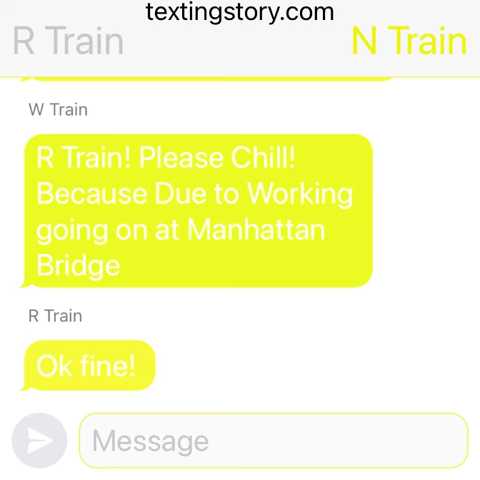 textingstory.com
R Train
N Train
W Train
R Train! Please Chill!
Because Due to Working
going on at Manhattan
Bridge
R Train
Ok fine!
Message